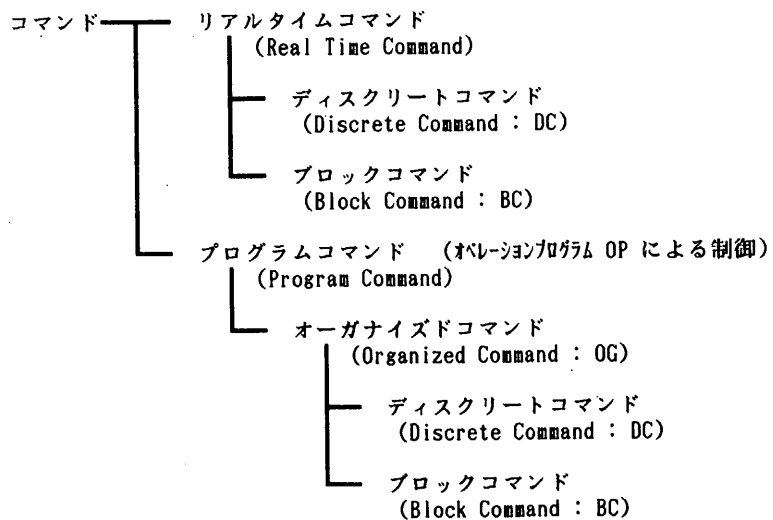 コマンド リアルタイムコマンド
(Real Time Command)
ディスクリートコマンド
(Discrete Command : DC)
ブロックコマンド
(Block Command : BC)
プログラムコマンド (オペレーションプログラム OP による制御)
(Program Command)
オーガナイズドコマンド
(Organized Command : OG)
ディスクリートコマンド
(Discrete Command : DC)
ブロックコマンド
(Block Command : BC)